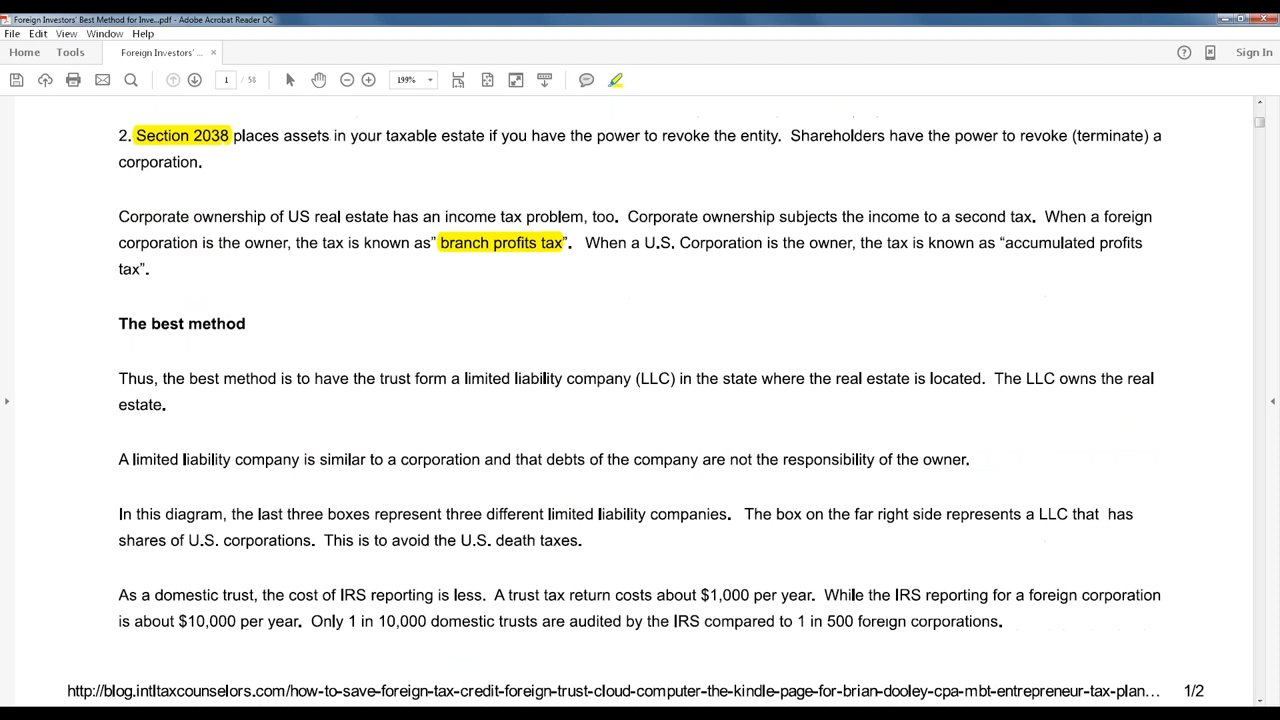 Foreign Investors' Best Method for Inve...pdf - Adobe Acrobat Reader DC
File Edit View Window Help
Home Tools Foreign Investors' ... × Sign In
1 / 58 199%
2. Section 2038 places assets in your taxable estate if you have the power to revoke the entity. Shareholders have the power to revoke (terminate) a
corporation.
Corporate ownership of US real estate has an income tax problem, too. Corporate ownership subjects the income to a second tax. When a foreign
corporation is the owner, the tax is known as” branch profits tax”. When a U.S. Corporation is the owner, the tax is known as “accumulated profits
tax”.
The best method
Thus, the best method is to have the trust form a limited liability company (LLC) in the state where the real estate is located. The LLC owns the real
estate.
A limited liability company is similar to a corporation and that debts of the company are not the responsibility of the owner.
In this diagram, the last three boxes represent three different limited liability companies. The box on the far right side represents a LLC that has
shares of U.S. corporations. This is to avoid the U.S. death taxes.
As a domestic trust, the cost of IRS reporting is less. A trust tax return costs about $1,000 per year. While the IRS reporting for a foreign corporation
is about $10,000 per year. Only 1 in 10,000 domestic trusts are audited by the IRS compared to 1 in 500 foreign corporations.
http://blog.intltaxcounselors.com/how-to-save-foreign-tax-credit-foreign-trust-cloud-computer-the-kindle-page-for-brian-dooley-cpa-mbt-entrepreneur-tax-plan… 1/2